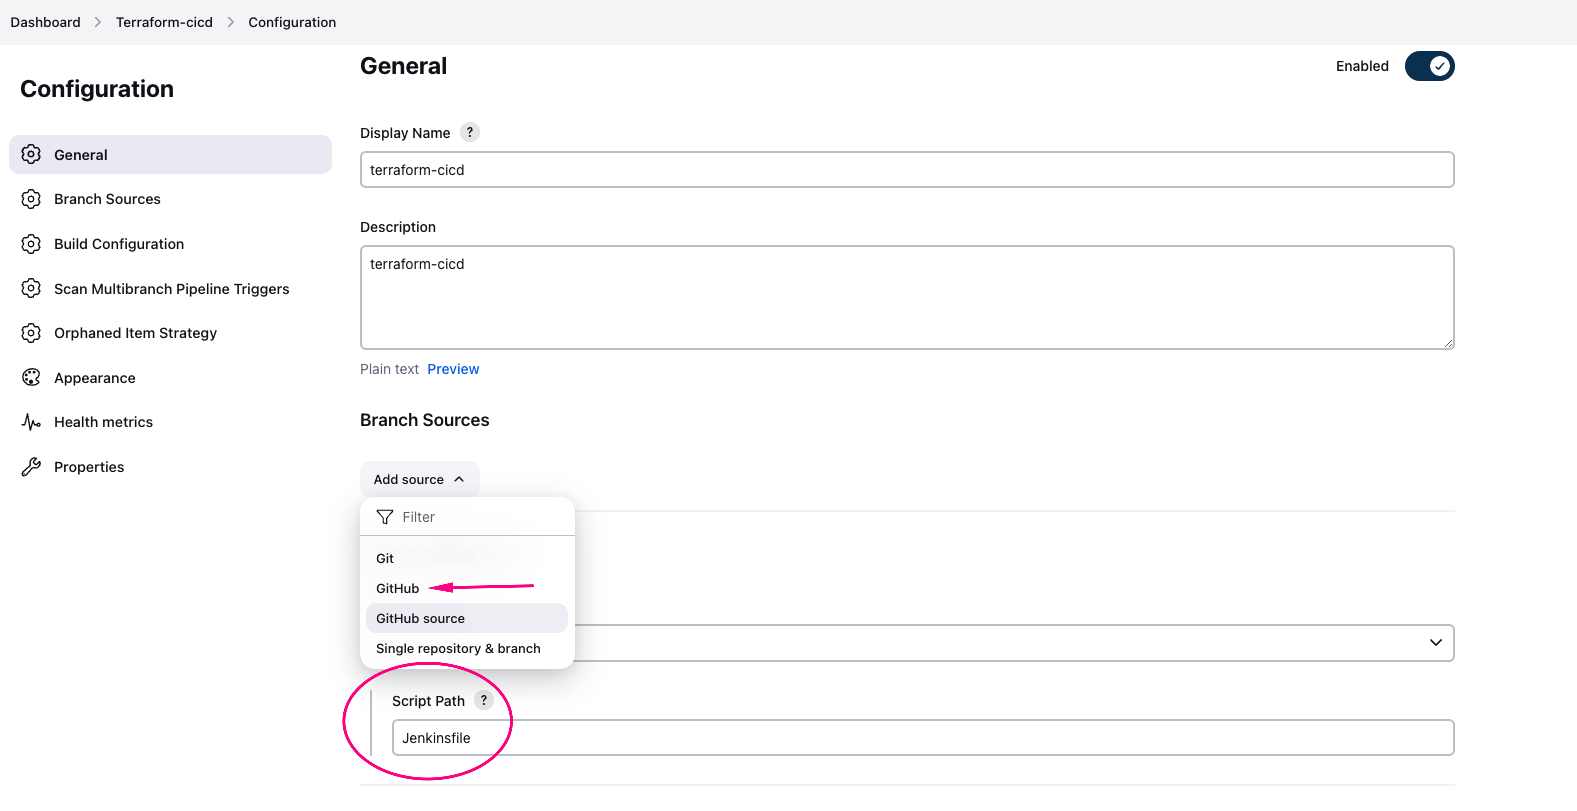 Dashboard > Terraform-cicd > Configuration
Configuration
General
Branch Sources
Build Configuration
Scan Multibranch Pipeline Triggers
Orphaned Item Strategy
Appearance
Health metrics
Properties
General
Enabled
Display Name ?
terraform-cicd
Description
terraform-cicd
Plain text Preview
Branch Sources
Add source
Filter
Git
GitHub
GitHub source
Single repository & branch
Script Path ?
Jenkinsfile